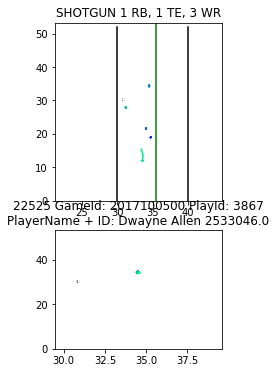 SHOTGUN 1 RB, 1 TE, 3 WR
50
40
30
20
10
0
25 30 35 40
22525 GameId: 2017100500 PlayId: 3867
PlayerName + ID: Dwayne Allen 2533046.0
40
20
0
30.0 32.5 35.0 37.5